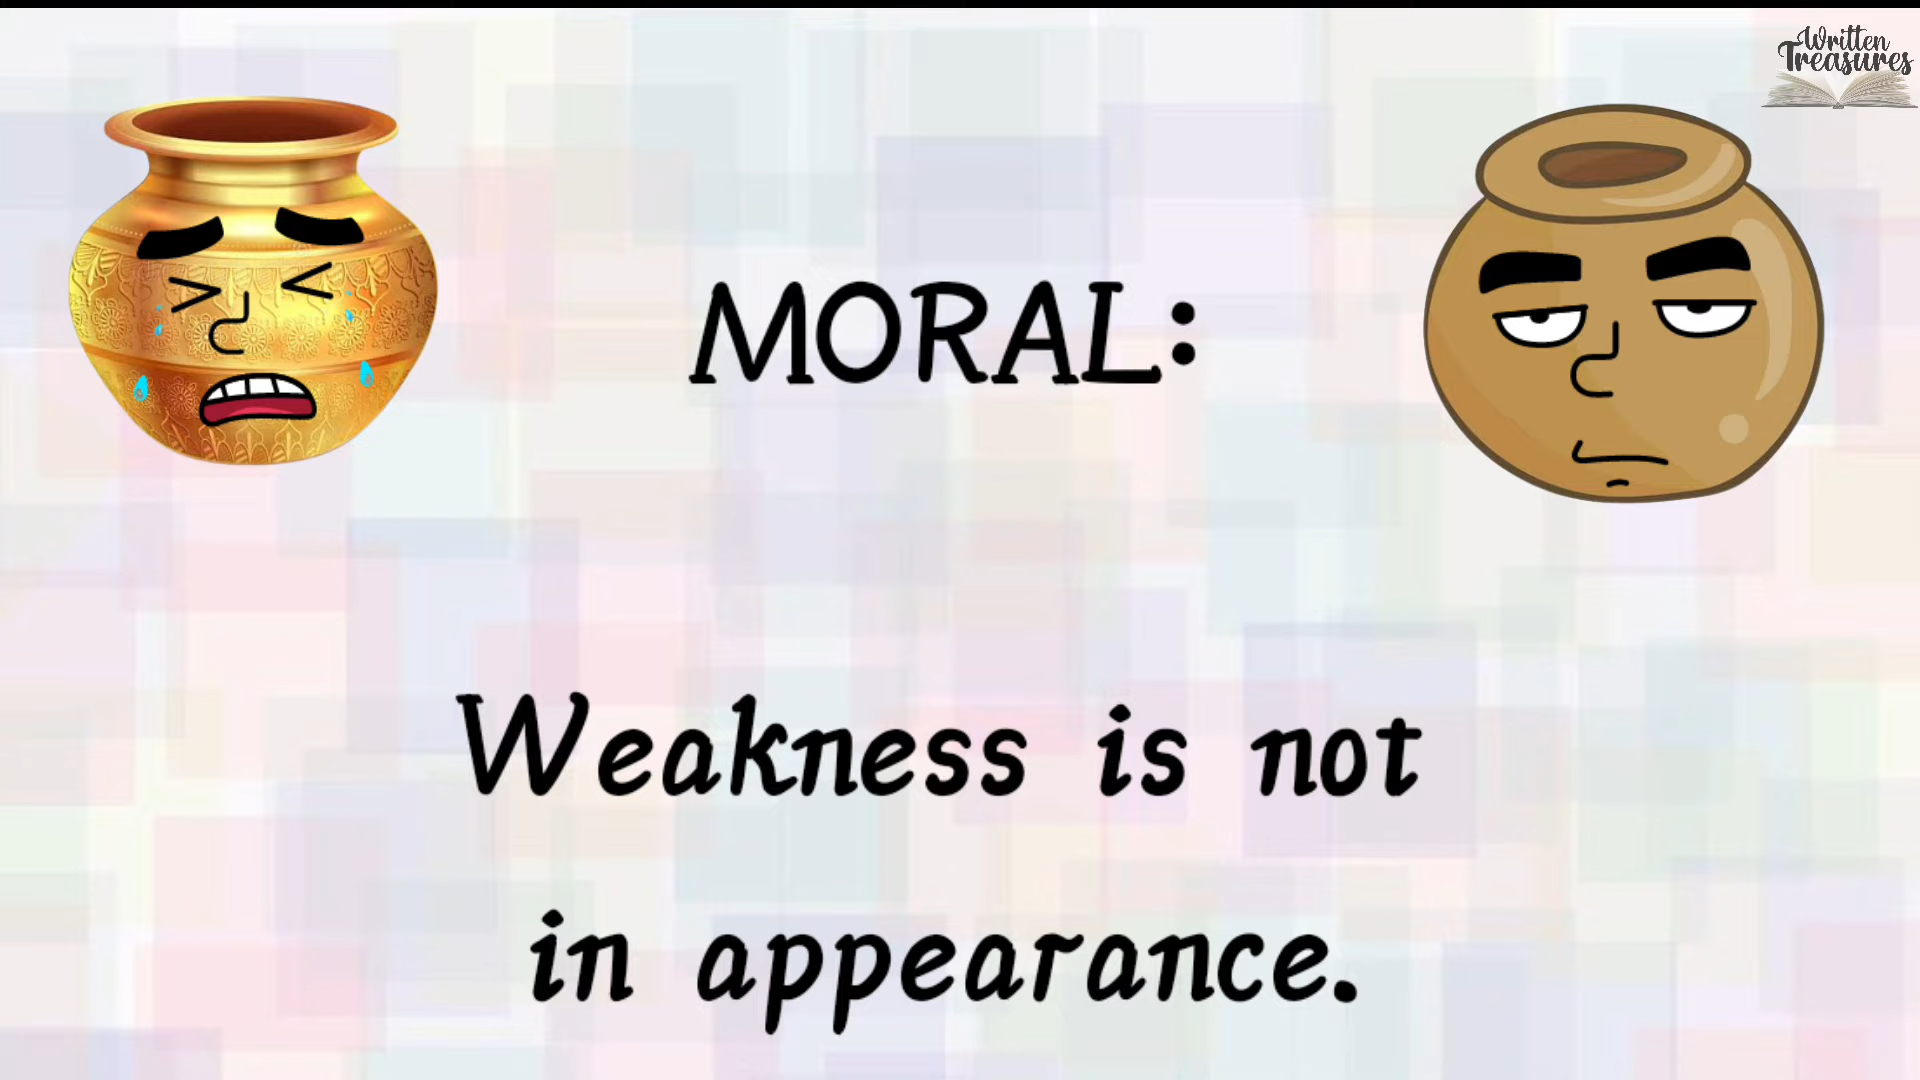 Written
Treasures
MORAL:
Weakness is not
in appearance.